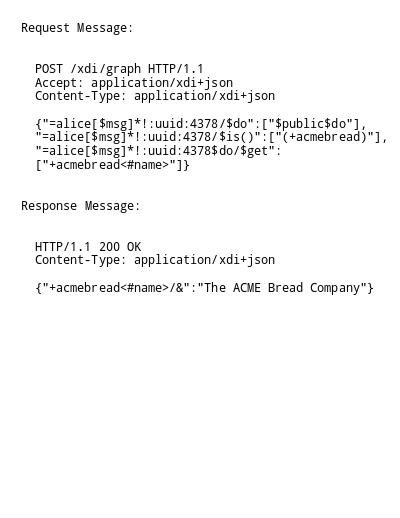 Request Message:
POST /xdi/graph HTTP/1.1
Accept: application/xdi+json
Content-Type: application/xdi+json
{"=alice[$msg]*!:uuid:4378/$do":["$public$do"],
"=alice[$msg]*!:uuid:4378/$is()":["(+acmebread)"],
"=alice[$msg]*!:uuid:4378$do/$get":
["+acmebread<#name>"]}
Response Message:
HTTP/1.1 200 OK
Content-Type: application/xdi+json
{"+acmebread<#name>/&":"The ACME Bread Company"}